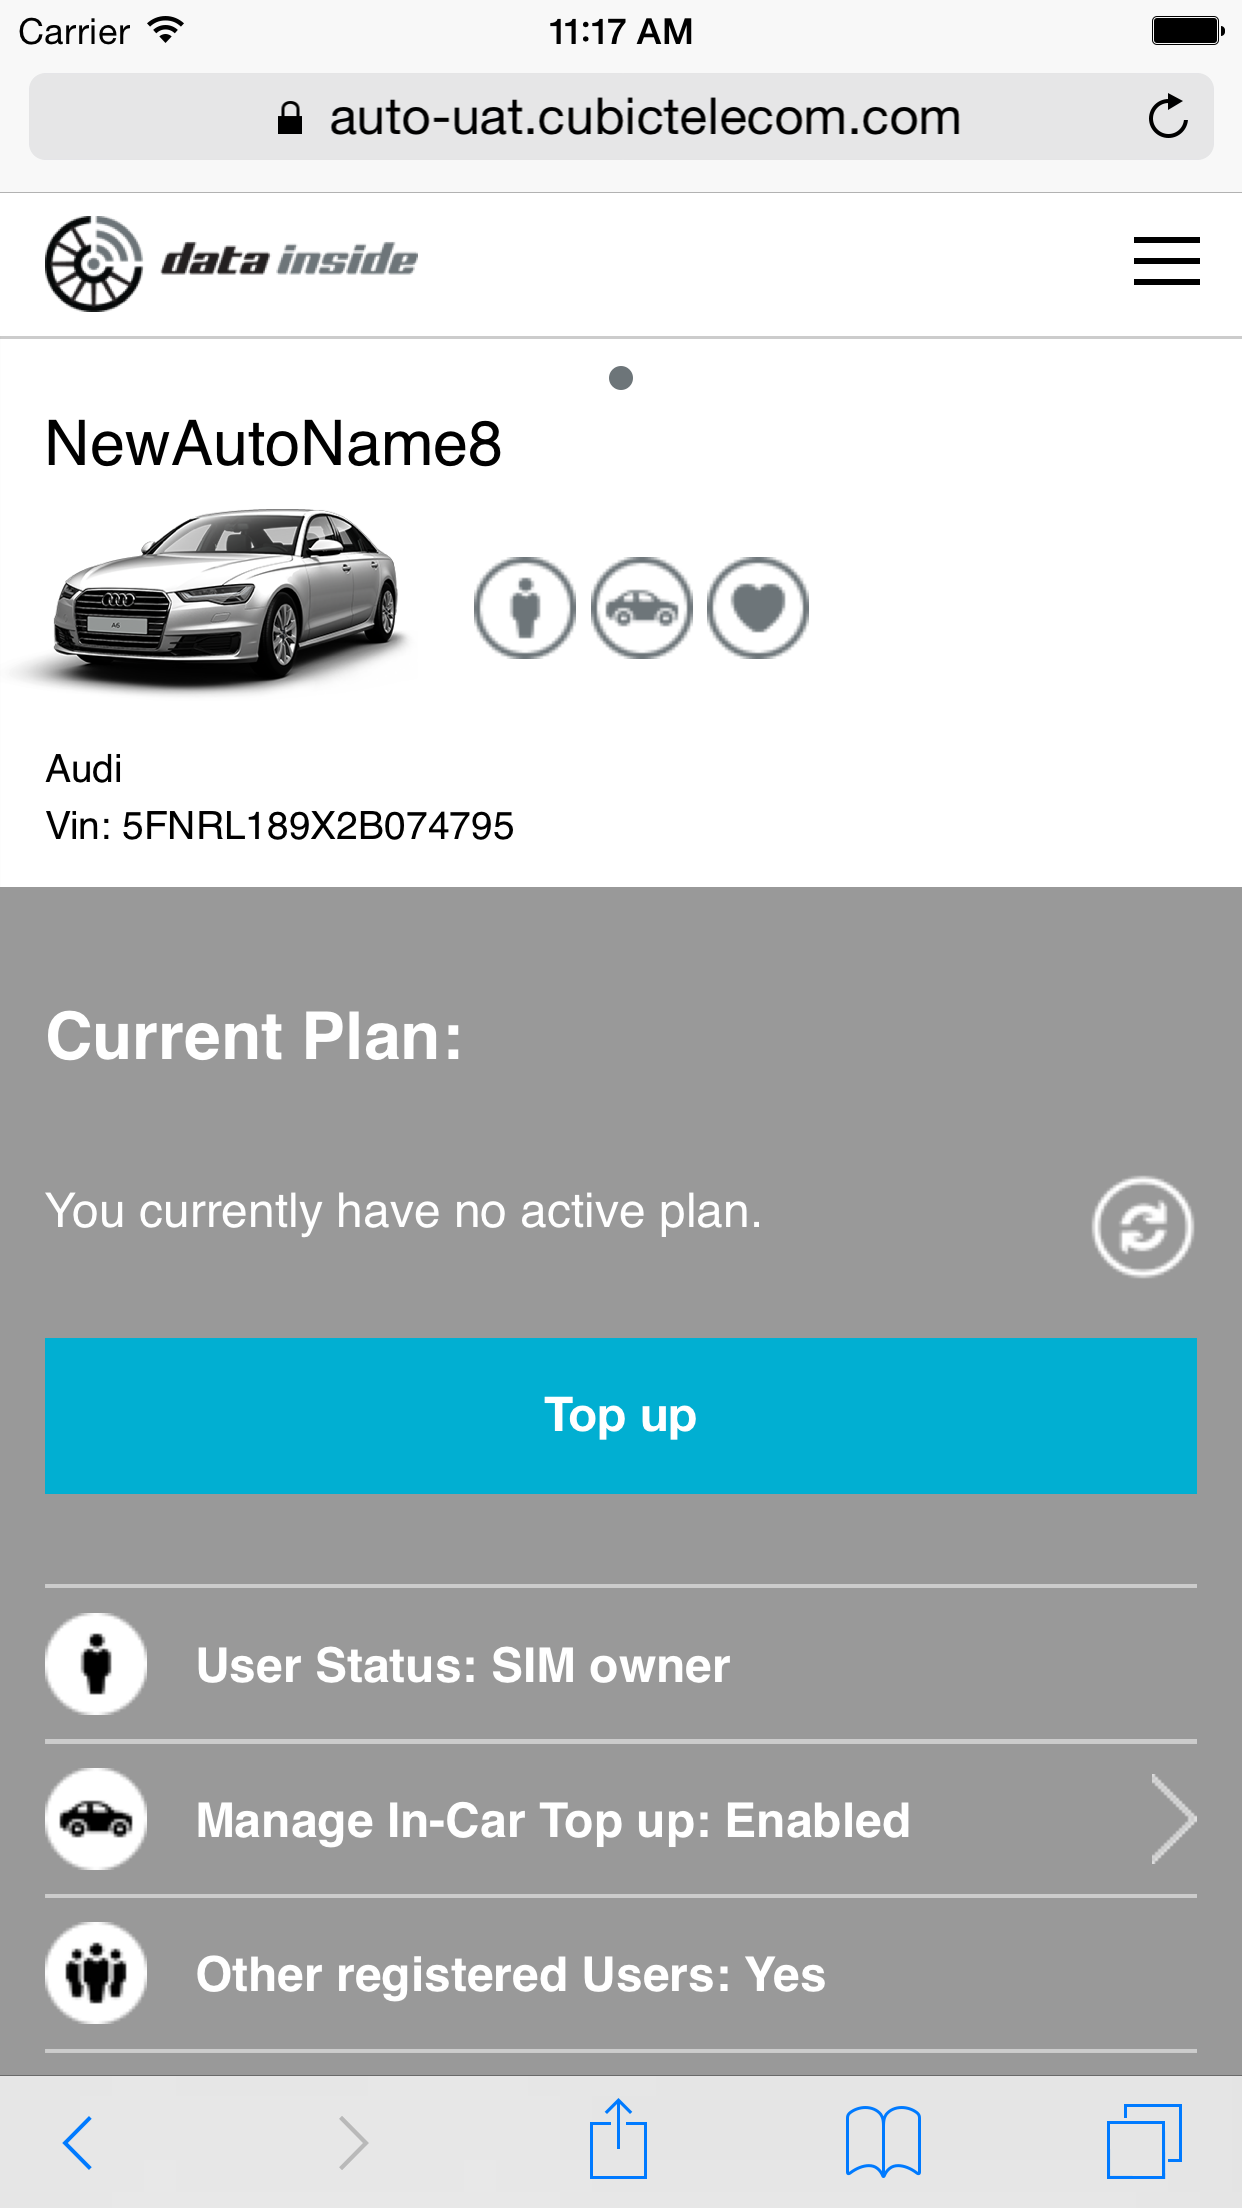 Carrier 11:17 AM
auto-uat.cubictelecom.com
data inside
NewAutoName8
A6
Audi
Vin: 5FNRL189X2B074795
Current Plan:
You currently have no active plan.
Top up
User Status: SIM owner
Manage In-Car Top up: Enabled
Other registered Users: Yes